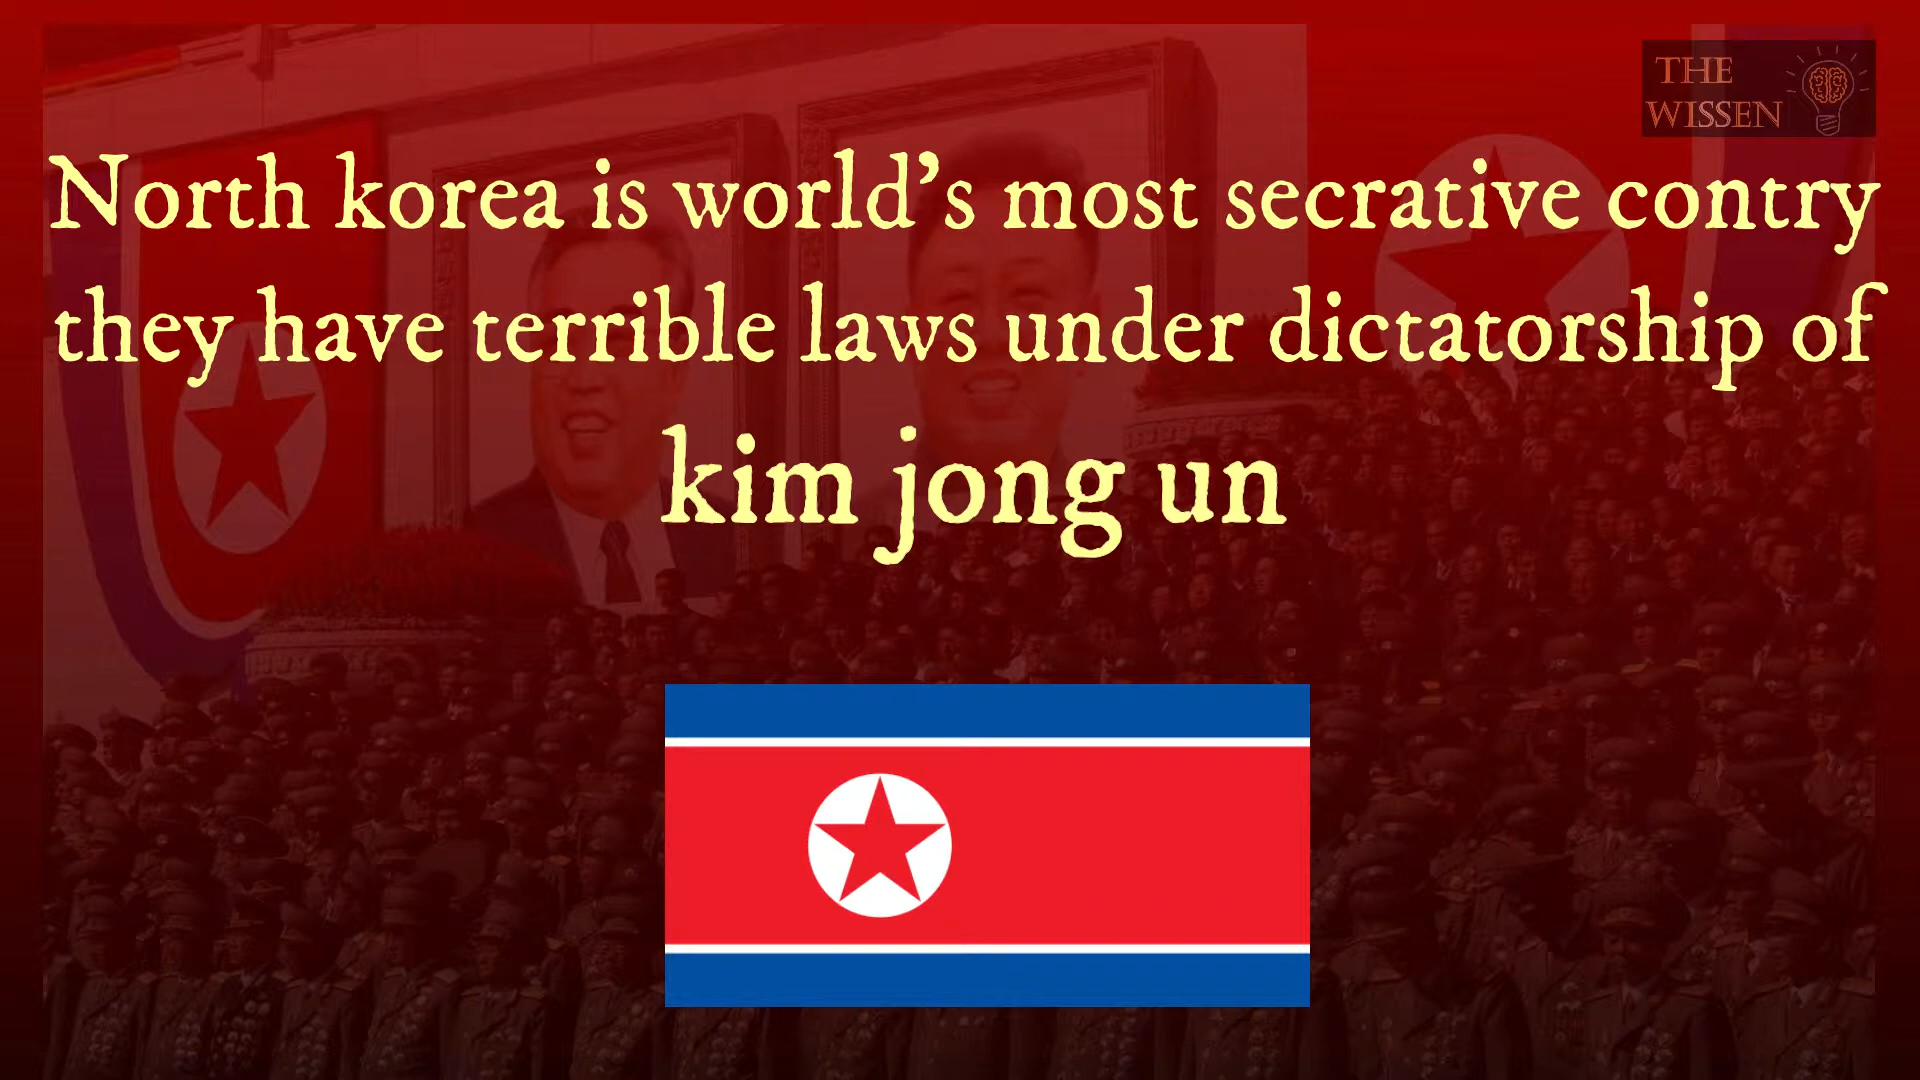 THE
WISSEN
North korea is world's most secrative contry
they have terrible laws under dictatorship of
kim jong un